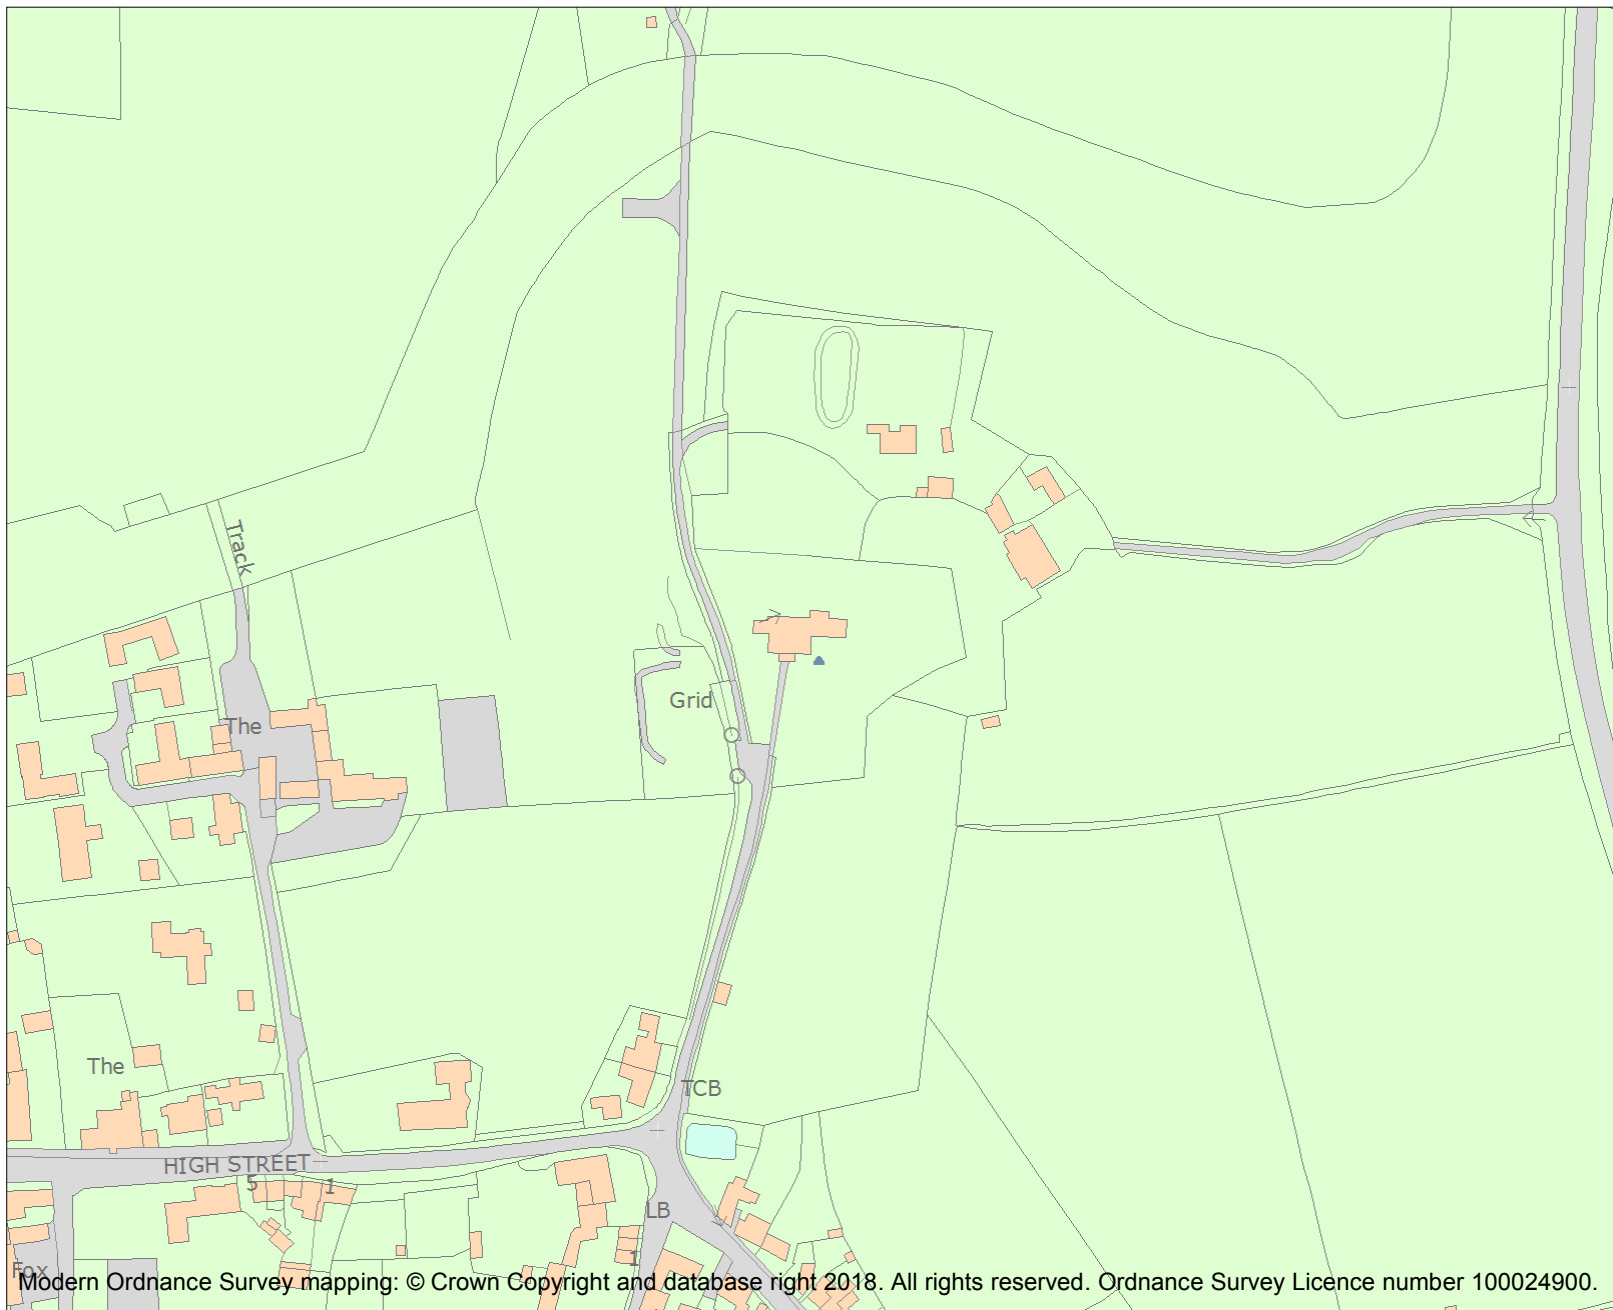 Track
Grid
The
The
TCB
HIGH STREET
5
1
LB
1
Fox
Modern Ordnance Survey mapping: © Crown Copyright and database right 2018. All rights reserved. Ordnance Survey Licence number 100024900.